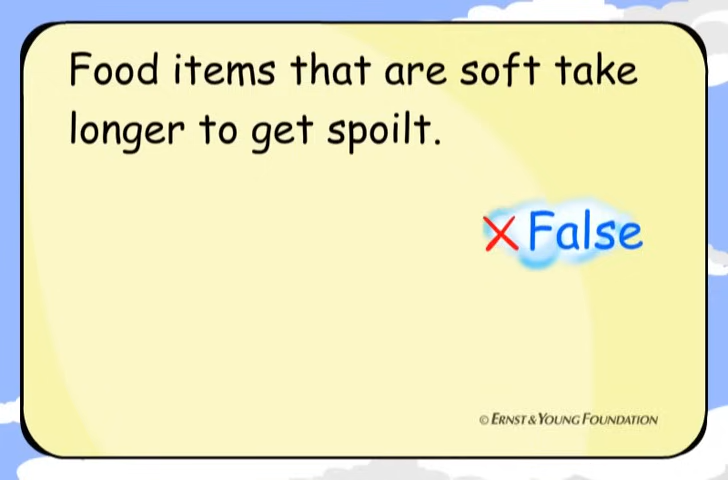 Food items that are soft take
longer to get spoilt.
✗ False
© ERNST & YOUNG FOUNDATION